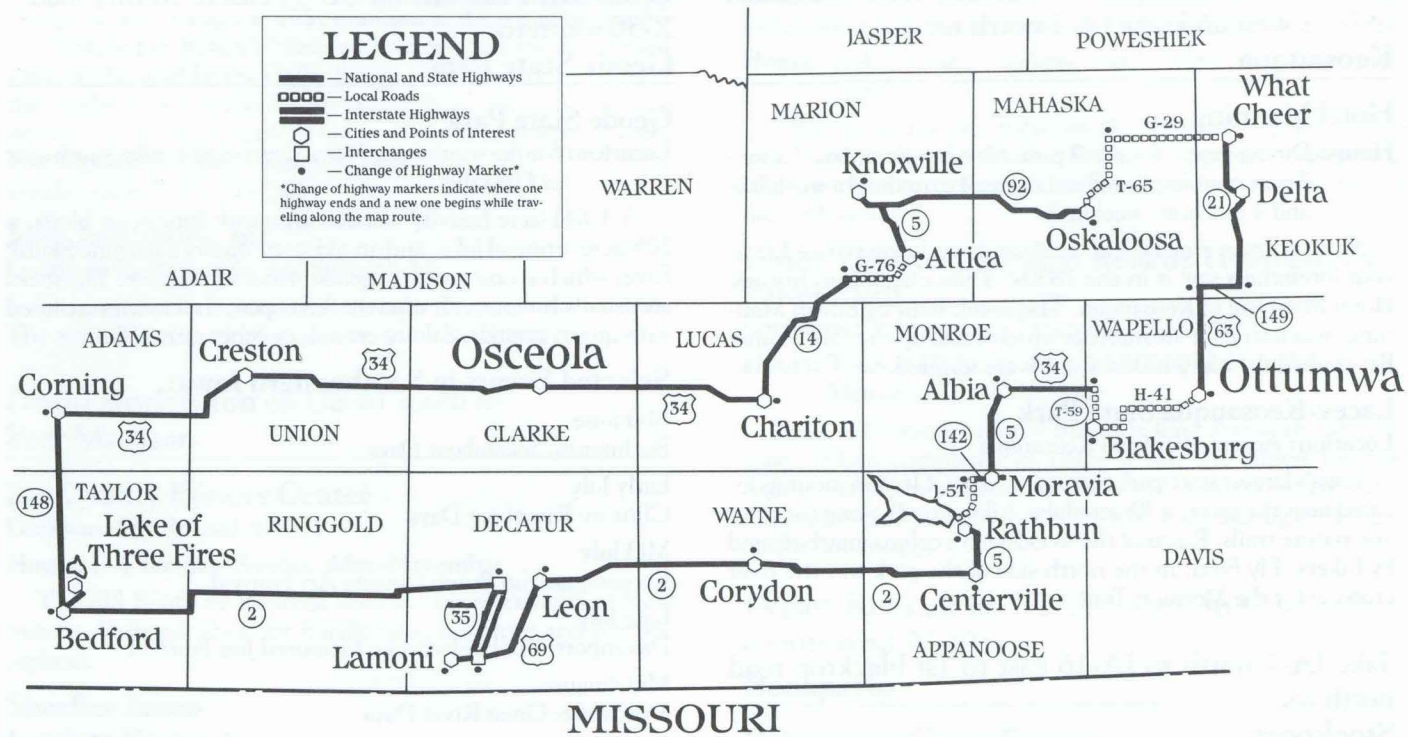 LEGEND
— National and State Highways
— Local Roads
— Interstate Highways
— Cities and Points of Interest
— Interchanges
— Change of Highway Marker*
*Change of highway markers indicate where one
highway ends and a new one begins while trav-
eling along the map route.
JASPER
POWESHIEK
MARION
MAHASKA
What
Cheer
G-29
WARREN
Knoxville
92
T-65
Delta
21
5
Oskaloosa
KEOKUK
Attica
G-76
ADAIR
MADISON
149
ADAMS
Creston
34
Osceola
LUCAS
14
MONROE
WAPELLO
63
Corning
34
UNION
CLARKE
34
Chariton
Albia
34
T-59
H-41
Ottumwa
142
5
Blakesburg
148
TAYLOR
Lake of
Three Fires
RINGGOLD
DECATUR
WAYNE
J-5T
Moravia
Rathbun
DAVIS
5
Bedford
2
35
Leon
69
2
Corydon
2
Centerville
Lamoni
APPANOOSE
MISSOURI